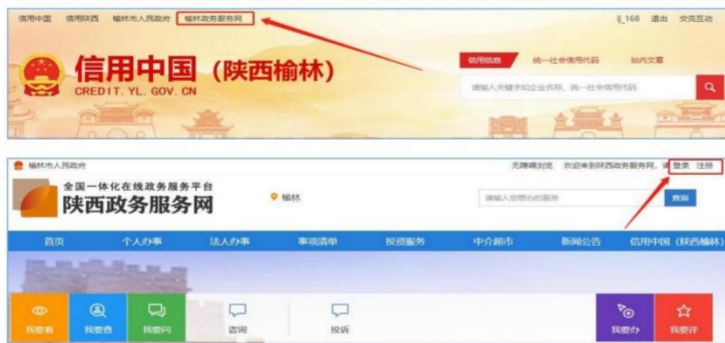 信用中国 信用陕西 榆林市人民政府 榆林政务服务网
lj_168 退出 交流互动
信用中国（陕西榆林）
CREDIT.YL.GOV.CN
信用信息 统一社会信用代码 站内文章
请输入关键字如企业名称、统一社会信用代码
榆林市人民政府
无障碍浏览 欢迎来到陕西政务服务网，请 登录 注册
全国一体化在线政务服务平台
陕西政务服务网
榆林
请输入您想办的服务
查询
首页 个人办事 法人办事 事项清单 投资服务 中介超市 新闻公告 信用中国（陕西榆林）
我要看 我要查 我要问 咨询 投诉 我要办 我要评